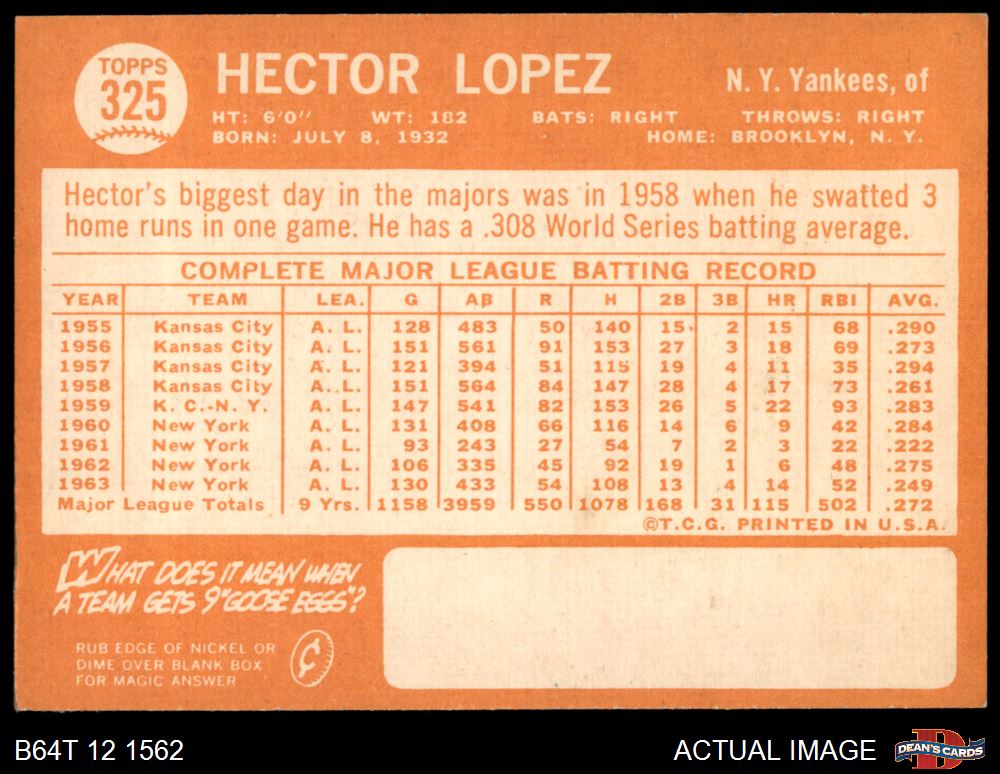 TOPPS
325
HECTOR LOPEZ
N. Y. Yankees, of
HT: 6'0" WT: 182 BATS: RIGHT THROWS: RIGHT
BORN: JULY 8, 1932 HOME: BROOKLYN, N. Y.
Hector's biggest day in the majors was in 1958 when he swatted 3
home runs in one game. He has a .308 World Series batting average.
COMPLETE MAJOR LEAGUE BATTING RECORD
YEAR TEAM LEA. G AB R H 2B 3B HR RBI AVG.
1955 Kansas City A. L. 128 483 50 140 15 2 15 68 .290
1956 Kansas City A. L. 151 561 91 153 27 3 18 69 .273
1957 Kansas City A. L. 121 394 51 115 19 4 11 35 .294
1958 Kansas City A. L. 151 564 84 147 28 4 17 73 .261
1959 K. C.-N. Y. A. L. 147 541 82 153 26 5 22 93 .283
1960 New York A. L. 131 408 66 116 14 6 9 42 .284
1961 New York A. L. 93 243 27 54 7 2 3 22 .222
1962 New York A. L. 106 335 45 92 19 1 6 48 .275
1963 New York A. L. 130 433 54 108 13 4 14 52 .249
Major League Totals 9 Yrs. 1158 3959 550 1078 168 31 115 502 .272
©T.C.G. PRINTED IN U.S.A.
WHAT DOES IT MEAN WHEN
A TEAM GETS 9 "GOOSE EGGS"?
RUB EDGE OF NICKEL OR
DIME OVER BLANK BOX
FOR MAGIC ANSWER
¢
B64T 12 1562
ACTUAL IMAGE
D
DEAN'S CARDS